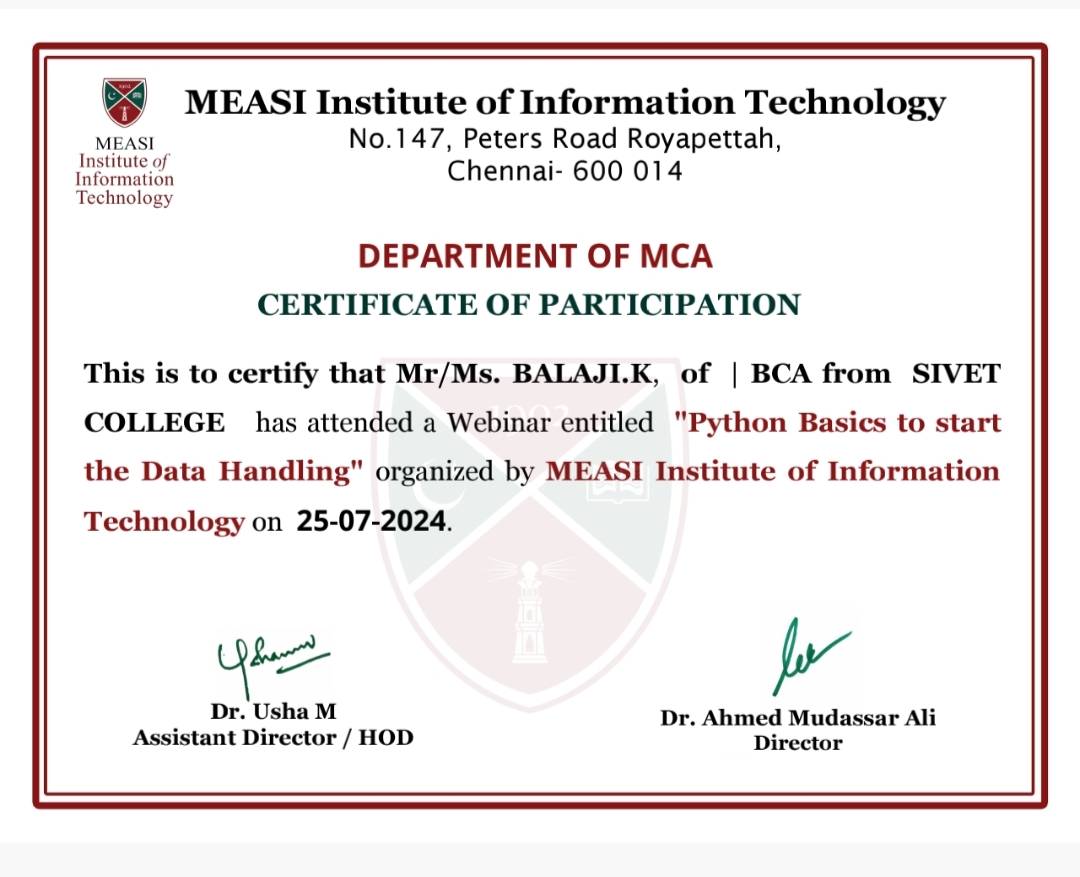 MEASI Institute of Information Technology
No.147, Peters Road Royapettah,
Chennai- 600 014
1902
MEASI
Institute of
Information
Technology
DEPARTMENT OF MCA
CERTIFICATE OF PARTICIPATION
This is to certify that Mr/Ms. BALAJI.K, of | BCA from SIVET
COLLEGE has attended a Webinar entitled "Python Basics to start
the Data Handling" organized by MEASI Institute of Information
Technology on 25-07-2024.
1902
Dr. Usha M
Assistant Director / HOD
Dr. Ahmed Mudassar Ali
Director